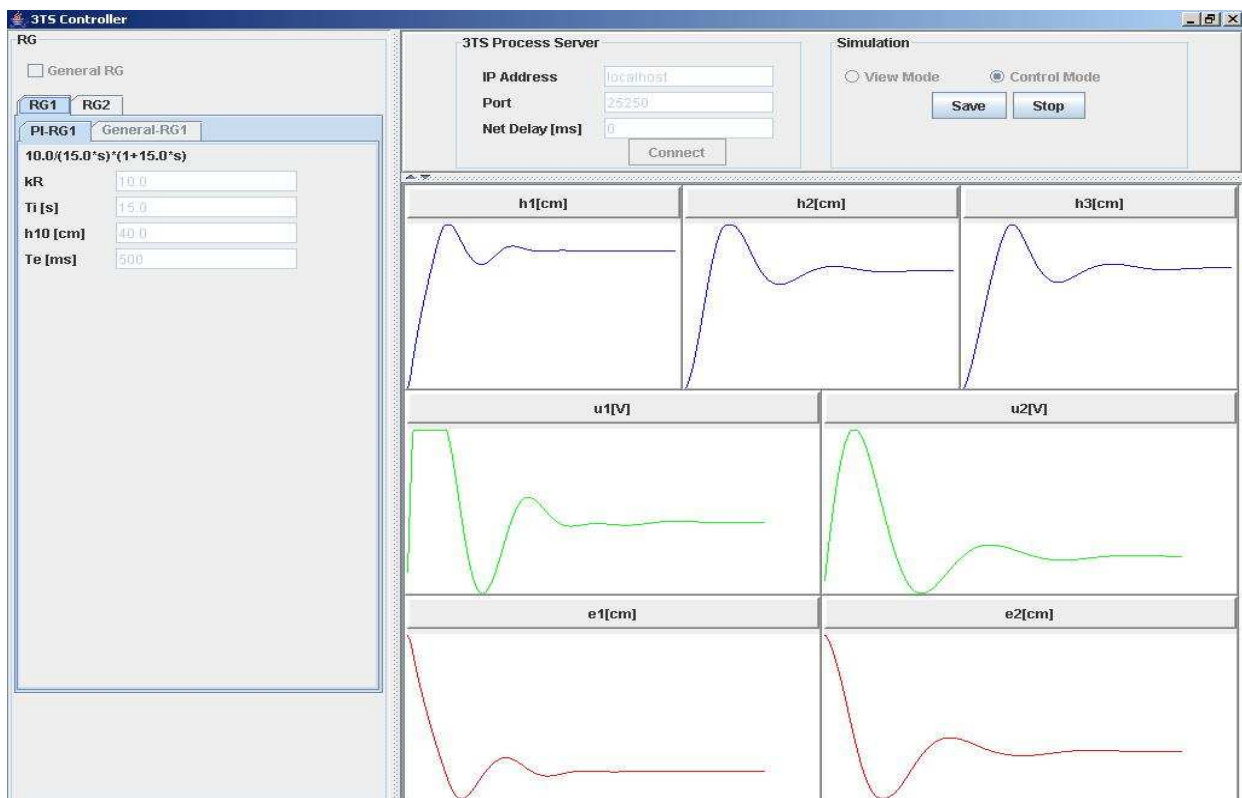 3TS Controller
RG
General RG
RG1 RG2
PI-RG1 General-RG1
10.0/(15.0*s)*(1+15.0*s)
kR 10.0
Ti [s] 15.0
h10 [cm] 40.0
Te [ms] 500
3TS Process Server
IP Address localhost
Port 25250
Net Delay [ms] 0
Connect
Simulation
View Mode Control Mode
Save Stop
h1[cm] h2[cm] h3[cm]
u1[V] u2[V]
e1[cm] e2[cm]